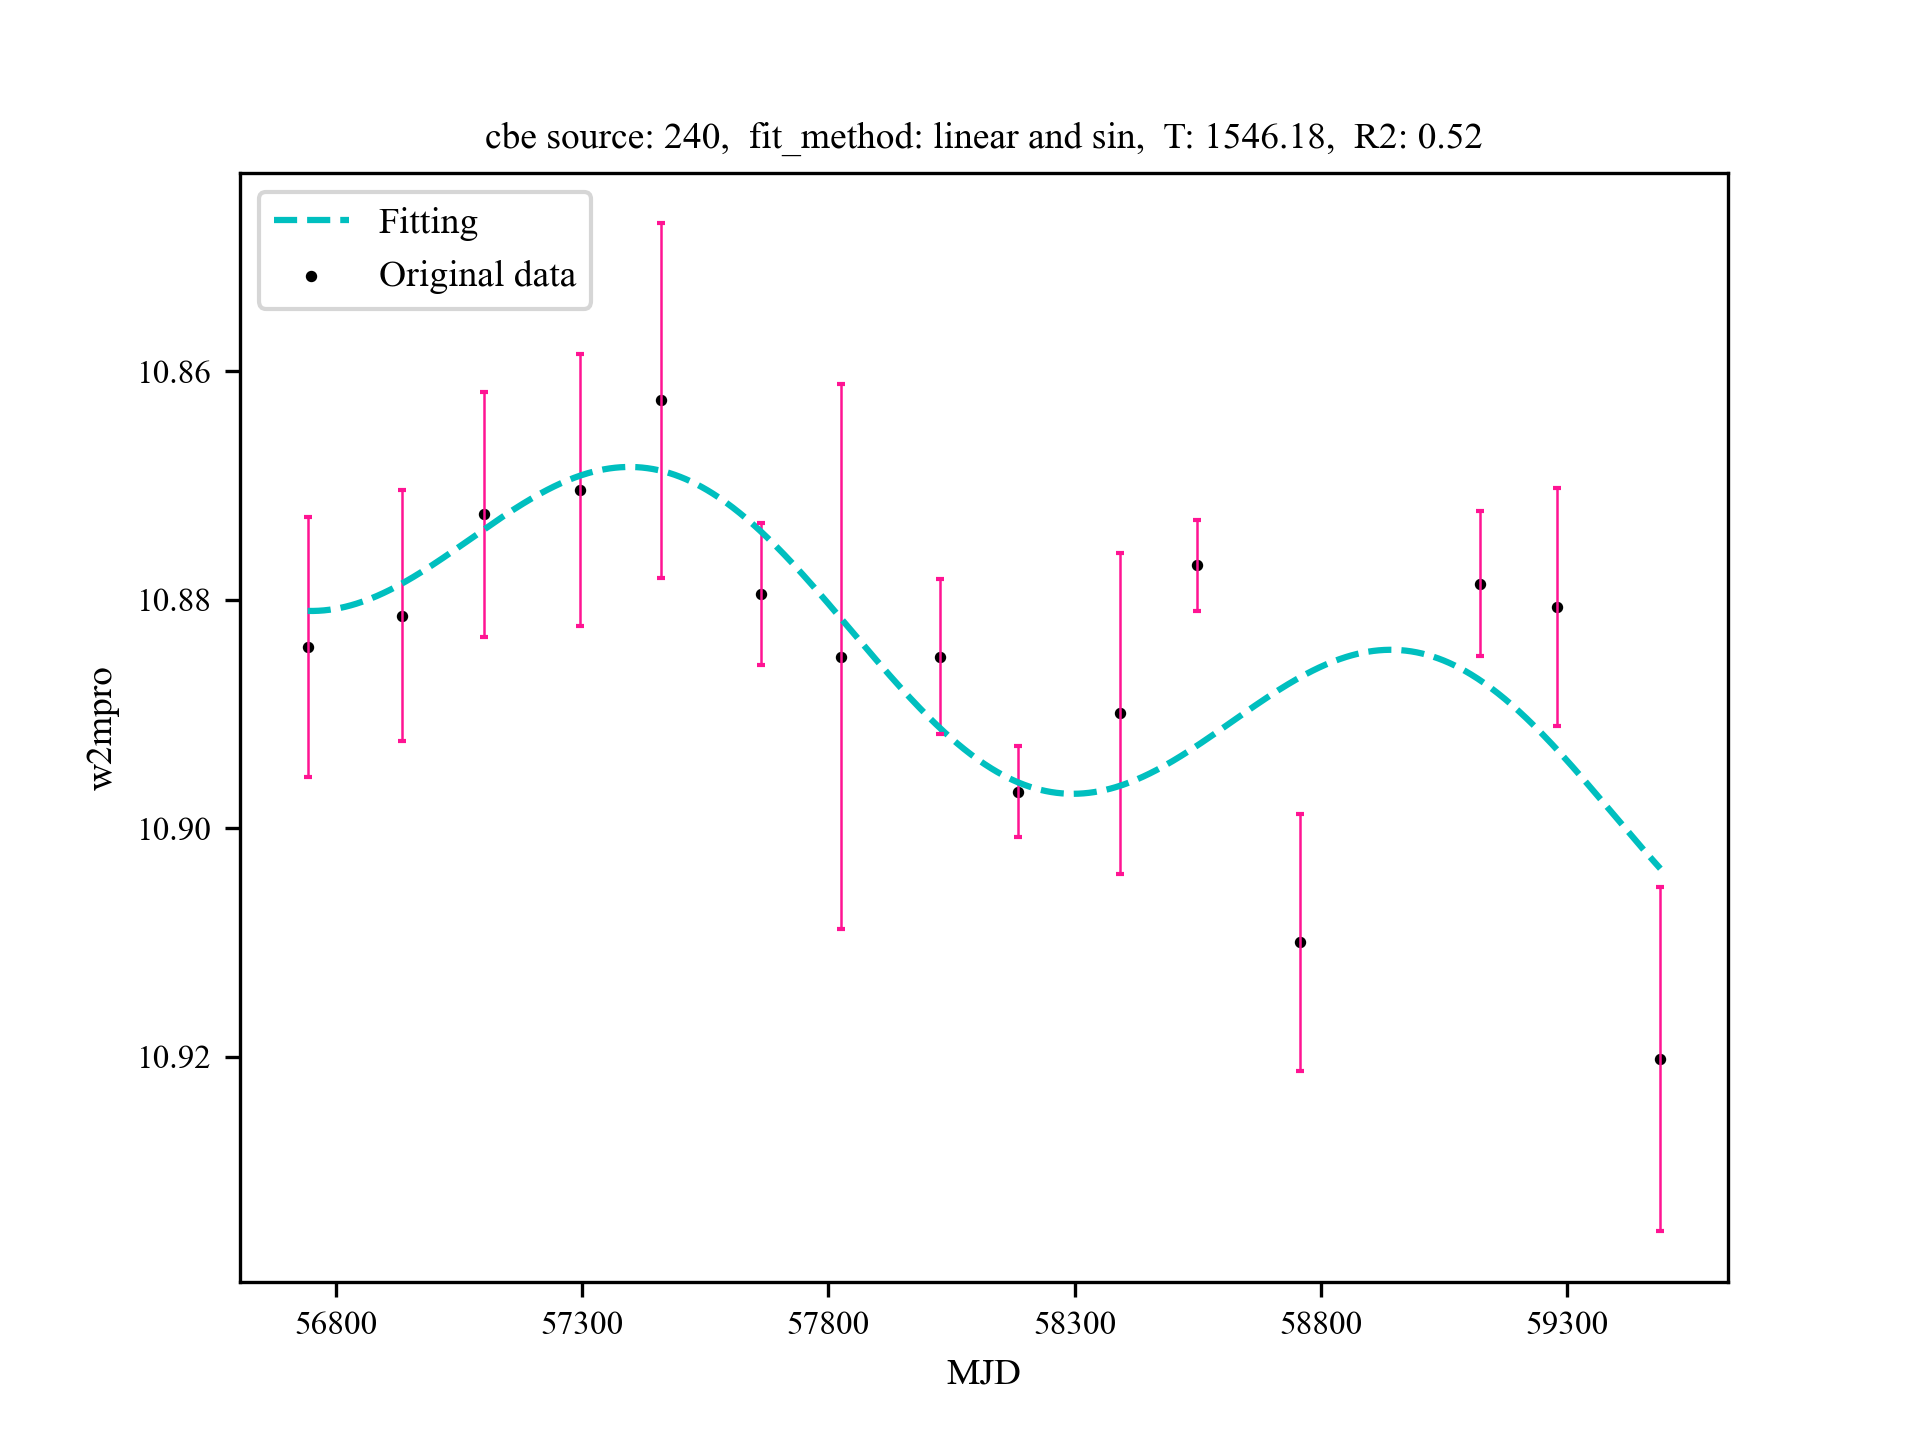 cbe source: 240,  fit_method: linear and sin,  T: 1546.18,  R2: 0.52
Fitting
Original data
10.86
10.88
10.90
10.92
w2mpro
56800
57300
57800
58300
58800
59300
MJD